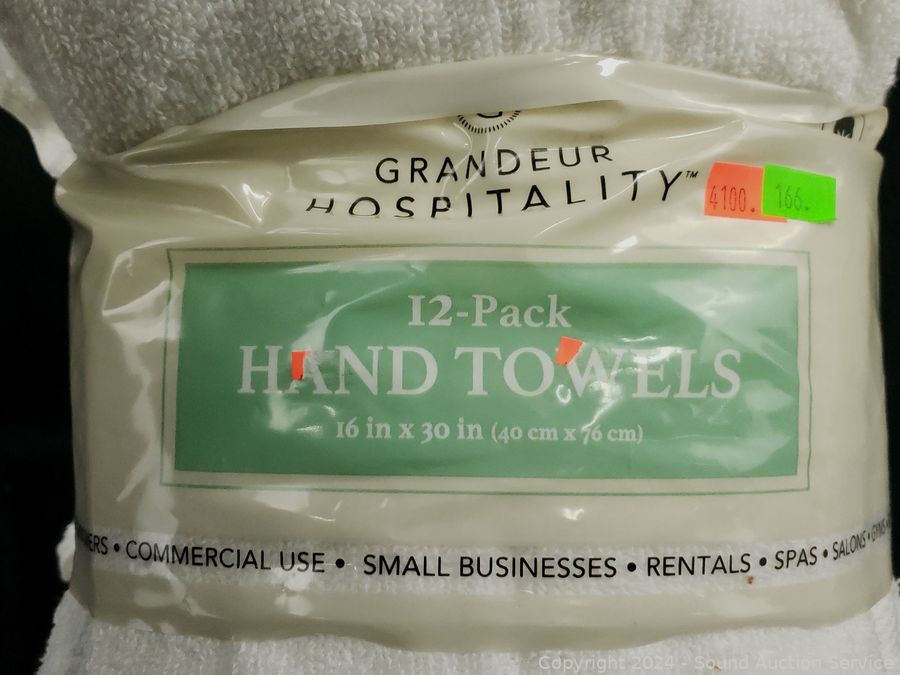 GRANDEUR
HOSPITALITY™
4100.
166.
12-Pack
HAND TOWELS
16 in x 30 in (40 cm x 76 cm)
ERS • COMMERCIAL USE • SMALL BUSINESSES • RENTALS • SPAS • SALONS •
Copyright 2024 - Sound Auction Service